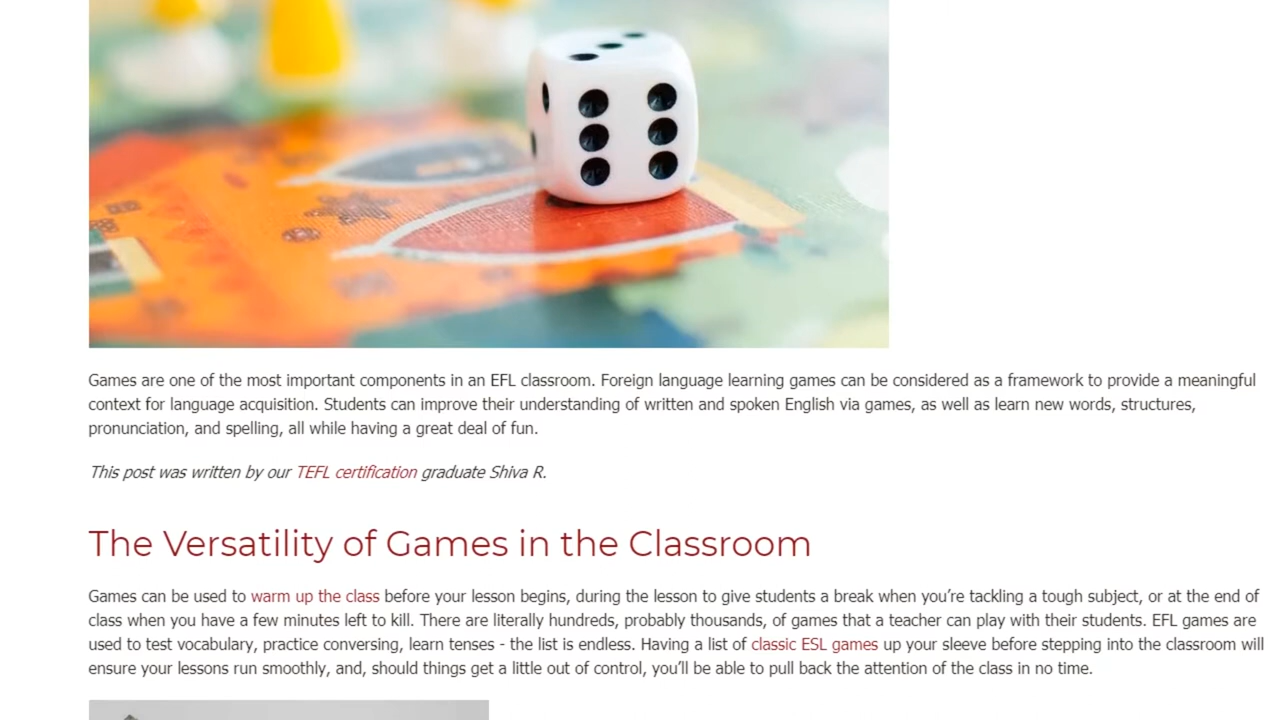 Games are one of the most important components in an EFL classroom. Foreign language learning games can be considered as a framework to provide a meaningful
context for language acquisition. Students can improve their understanding of written and spoken English via games, as well as learn new words, structures,
pronunciation, and spelling, all while having a great deal of fun.
This post was written by our TEFL certification graduate Shiva R.
The Versatility of Games in the Classroom
Games can be used to warm up the class before your lesson begins, during the lesson to give students a break when you’re tackling a tough subject, or at the end of
class when you have a few minutes left to kill. There are literally hundreds, probably thousands, of games that a teacher can play with their students. EFL games are
used to test vocabulary, practice conversing, learn tenses - the list is endless. Having a list of classic ESL games up your sleeve before stepping into the classroom will
ensure your lessons run smoothly, and, should things get a little out of control, you’ll be able to pull back the attention of the class in no time.